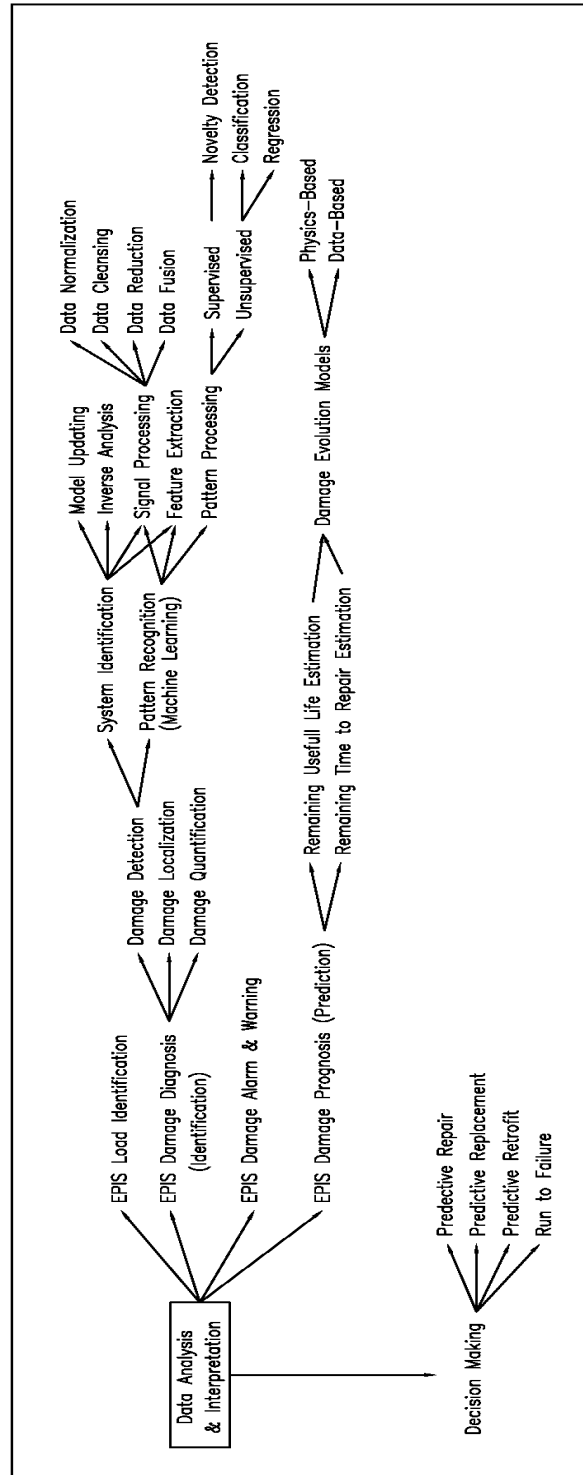 Data Analysis
& Interpretation
EPIS Load Identification
EPIS Damage Diagnosis
(Identification)
EPIS Damage Alarm & Warning
EPIS Damage Prognosis (Prediction)
Damage Detection
Damage Localization
Damage Quantification
System Identification
Pattern Recognition
(Machine Learning)
Model Updating
Inverse Analysis
Signal Processing
Feature Extraction
Pattern Processing
Data Normalization
Data Cleansing
Data Reduction
Data Fusion
Supervised
Unsupervised
Novelty Detection
Classification
Regression
Remaining Usefull Life Estimation
Remaining Time to Repair Estimation
Damage Evolution Models
Physics-Based
Data-Based
Decision Making
Predective Repair
Predictive Replacement
Predictive Retrofit
Run to Failure